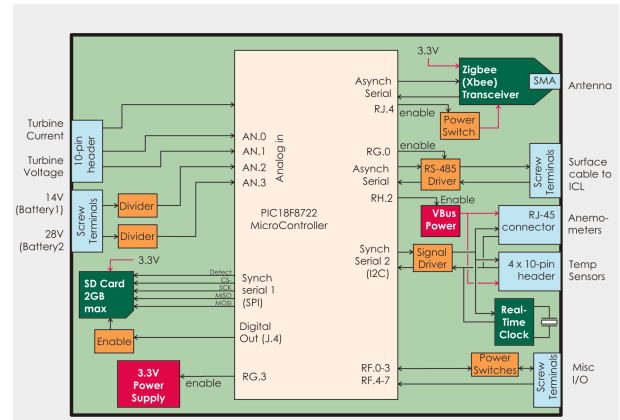 Turbine
Current
Turbine
Voltage
10-pin
header
14V
(Battery1)
28V
(Battery2
Screw
Terminals
Divider
Divider
3.3V
SD Card
2GB
max
Enable
3.3V
Power
Supply
enable
Detect
CS
SCK
MISO
MOSI
AN.0
AN.1
AN.2
AN.3
Analog in
PIC18F8722
MicroController
Synch
serial 1
(SPI)
Digital
Out (J.4)
RG.3
Asynch
Serial
RJ.4
RG.0
Asynch
Serial
RH.2
Synch
Serial 2
(I2C)
RF.0-3
RF.4-7
3.3V
Zigbee
(Xbee)
Transceiver
SMA
Antenna
enable
Power
Switch
enable
RS-485
Driver
Screw
Terminals
Surface
cable to
ICL
Enable
VBus
Power
RJ-45
connector
Anemo-
meters
Signal
Driver
4 x 10-pin
header
Temp
Sensors
Real-
Time
Clock
Power
Switches
Screw
Terminals
Misc
I/O